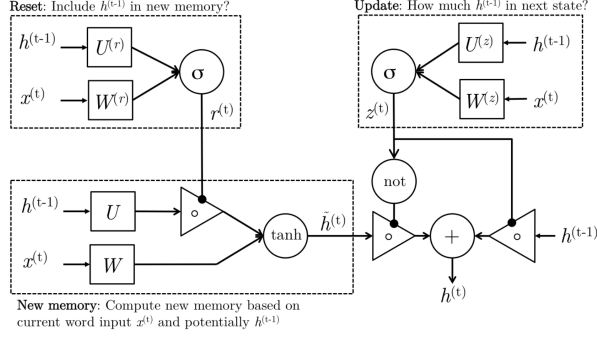 Reset: Include h(t-1) in new memory?
h(t-1)
U(r)
x(t)
W(r)
σ
r(t)
Update: How much h(t-1) in next state?
σ
U(z)
h(t-1)
W(z)
x(t)
z(t)
not
h(t-1)
U
∘
x(t)
W
tanh
h̃(t)
∘
+
∘
h(t-1)
h(t)
New memory: Compute new memory based on
current word input x(t) and potentially h(t-1)